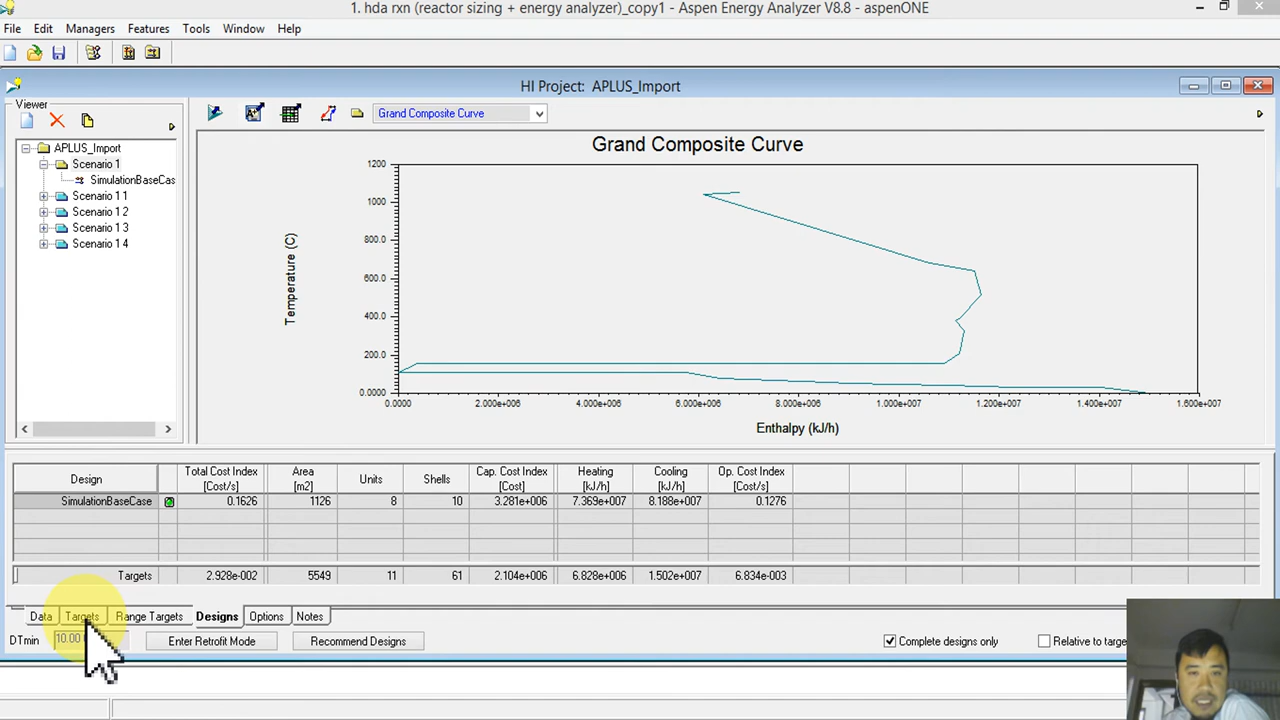 1. hda rxn (reactor sizing + energy analyzer)_copy1 - Aspen Energy Analyzer V8.8 - aspenONE
File Edit Managers Features Tools Window Help
HI Project: APLUS_Import
Viewer
Grand Composite Curve
APLUS_Import
Scenario 1
SimulationBaseCas
Scenario 1 1
Scenario 1 2
Scenario 1 3
Scenario 1 4
Grand Composite Curve
1200
1000
800.0
600.0
400.0
200.0
0.0000
Temperature (C)
0.0000 2.000e+006 4.000e+006 6.000e+006 8.000e+006 1.000e+007 1.200e+007 1.400e+007 1.600e+007
Enthalpy (kJ/h)
Design Total Cost Index [Cost/s] Area [m2] Units Shells Cap. Cost Index [Cost] Heating [kJ/h] Cooling [kJ/h] Op. Cost Index [Cost/s]
SimulationBaseCase 0.1626 1126 8 10 3.281e+006 7.369e+007 8.188e+007 0.1276
Targets 2.928e-002 5549 11 61 2.104e+006 6.828e+006 1.502e+007 6.834e-003
Data Targets Range Targets Designs Options Notes
DTmin 10.00 Enter Retrofit Mode Recommend Designs Complete designs only Relative to targe